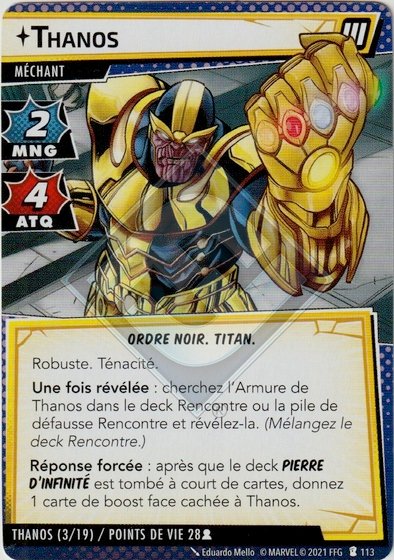 THANOS
III
MÉCHANT
2
MNG
4
ATQ
ORDRE NOIR. TITAN.
Robuste. Ténacité.
Une fois révélée : cherchez l'Armure de
Thanos dans le deck Rencontre ou la pile de
défausse Rencontre et révélez-la. (Mélangez le
deck Rencontre.)
Réponse forcée : après que le deck PIERRE
D'INFINITÉ est tombé à court de cartes, donnez
1 carte de boost face cachée à Thanos.
THANOS (3/19) / POINTS DE VIE 28
Eduardo Mello © MARVEL © 2021 FFG 113